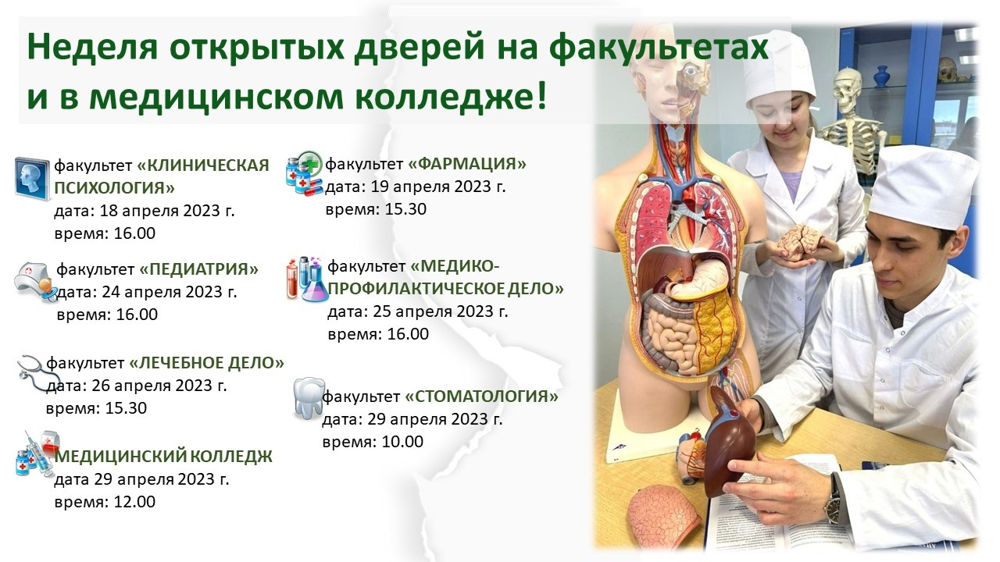 Неделя открытых дверей на факультетах
и в медицинском колледже!
факультет «КЛИНИЧЕСКАЯ
ПСИХОЛОГИЯ»
дата: 18 апреля 2023 г.
время: 16.00
факультет «ФАРМАЦИЯ»
дата: 19 апреля 2023 г.
время: 15.30
факультет «ПЕДИАТРИЯ»
дата: 24 апреля 2023 г.
время: 16.00
факультет «МЕДИКО-
ПРОФИЛАКТИЧЕСКОЕ ДЕЛО»
дата: 25 апреля 2023 г.
время: 16.00
факультет «ЛЕЧЕБНОЕ ДЕЛО»
дата: 26 апреля 2023 г.
время: 15.30
факультет «СТОМАТОЛОГИЯ»
дата: 29 апреля 2023 г.
время: 10.00
МЕДИЦИНСКИЙ КОЛЛЕДЖ
дата 29 апреля 2023 г.
время: 12.00